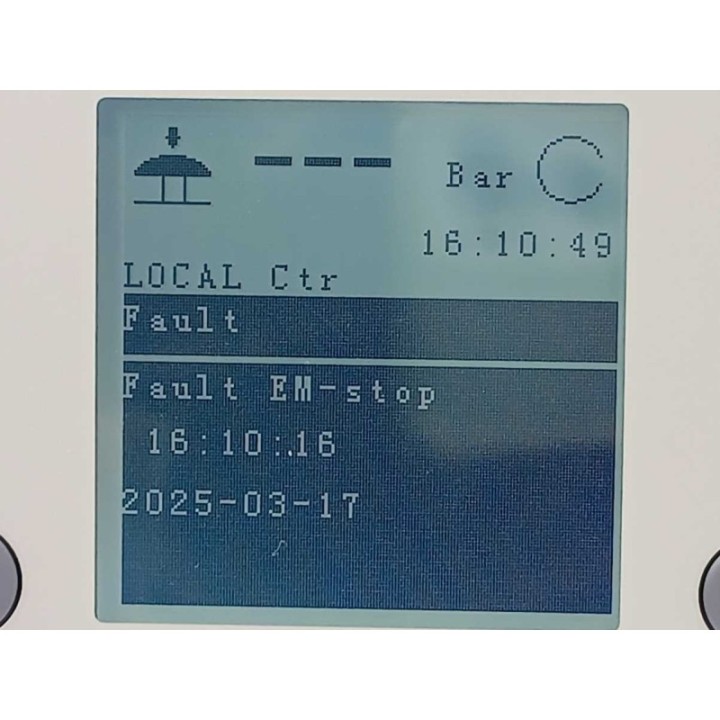 --- Bar
16:10:49
LOCAL Ctr
Fault
Fault EM-stop
16:10:16
2025-03-17